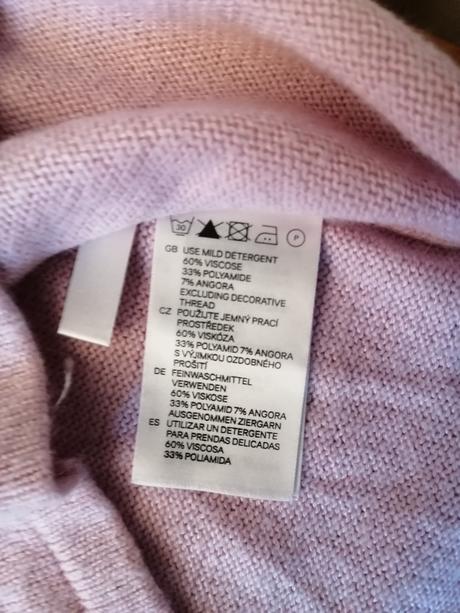 30 P
GB USE MILD DETERGENT
60% VISCOSE
33% POLYAMIDE
7% ANGORA
EXCLUDING DECORATIVE
THREAD
CZ POUŽIJTE JEMNÝ PRACÍ
PROSTŘEDEK
60% VISKÓZA
33% POLYAMID 7% ANGORA
S VÝJIMKOU OZDOBNÉHO
PROŠITÍ
DE FEINWASCHMITTEL
VERWENDEN
60% VISKOSE
33% POLYAMID 7% ANGORA
AUSGENOMMEN ZIERGARN
ES UTILIZAR UN DETERGENTE
PARA PRENDAS DELICADAS
60% VISCOSA
33% POLIAMIDA